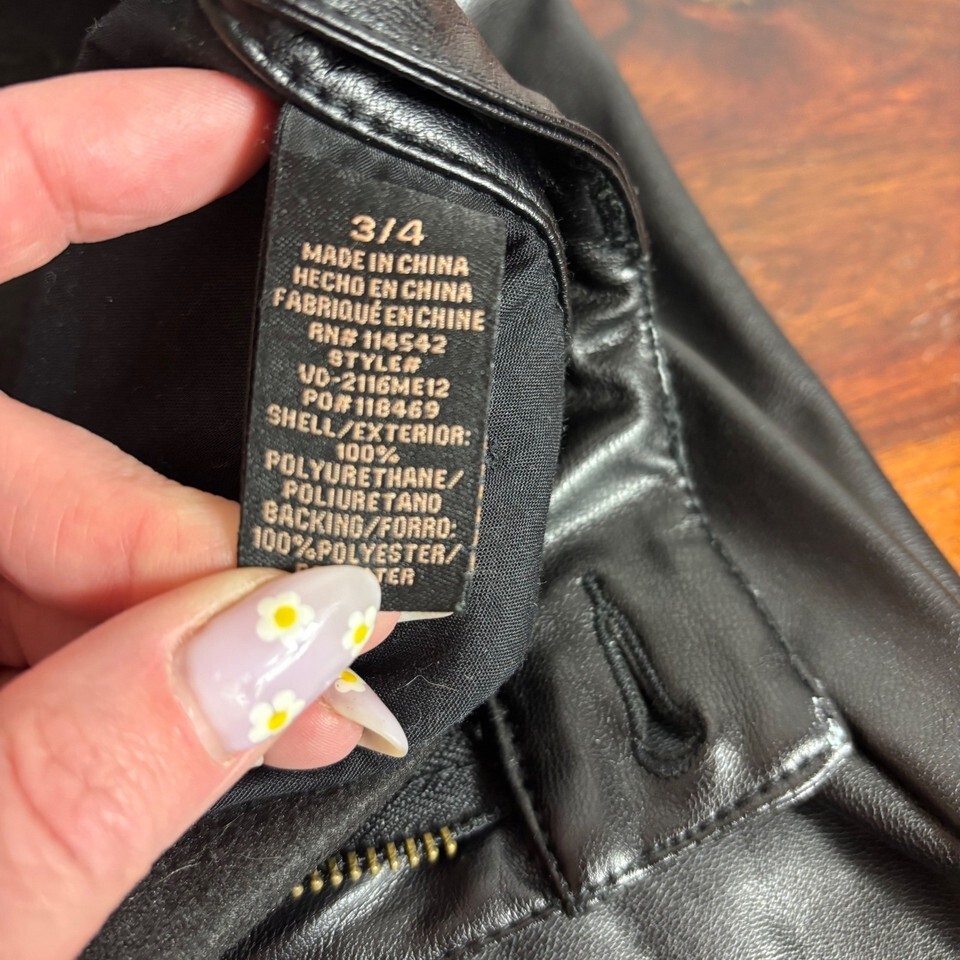 3/4
MADE IN CHINA
HECHO EN CHINA
FABRIQUÉ EN CHINE
RN# 114542
STYLE#
VD-2116ME12
PO# 118469
SHELL/EXTERIOR:
100%
POLYURETHANE/
POLIURETANO
BACKING/FORRO:
100%POLYESTER/